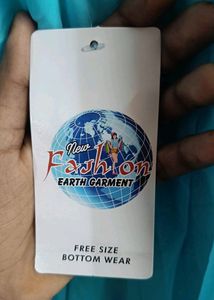 New
Fashion
EARTH GARMENT
FREE SIZE
BOTTOM WEAR